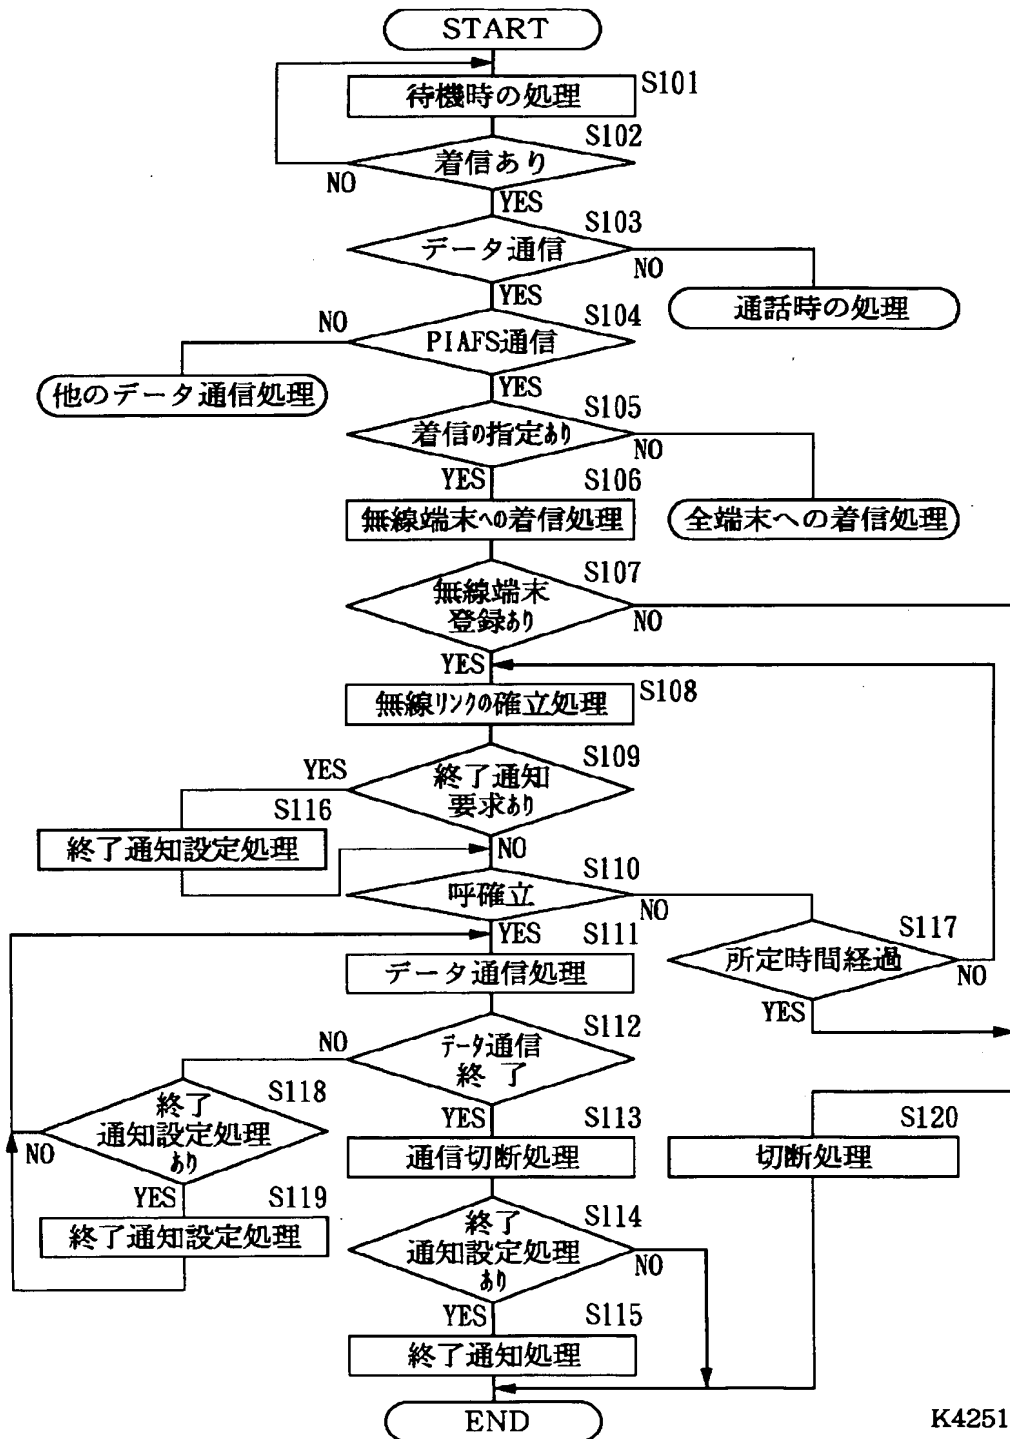 START
待機時の処理
S101
S102
着信あり
NO
YES
S103
データ通信
NO
YES
通話時の処理
S104
NO
PIAFS通信
他のデータ通信処理
YES
S105
着信の指定あり
NO
YES
S106
無線端末への着信処理
全端末への着信処理
S107
無線端末
登録あり
NO
YES
S108
無線リンクの確立処理
S109
YES
終了通知
要求あり
S116
終了通知設定処理
NO
S110
呼確立
NO
YES
S111
S117
所定時間経過
NO
YES
データ通信処理
S112
NO
データ通信
終了
S118
終了
通知設定処理
あり
NO
YES
S113
通信切断処理
S120
切断処理
YES
S119
終了通知設定処理
S114
終了
通知設定処理
あり
NO
YES
S115
終了通知処理
END
K4251